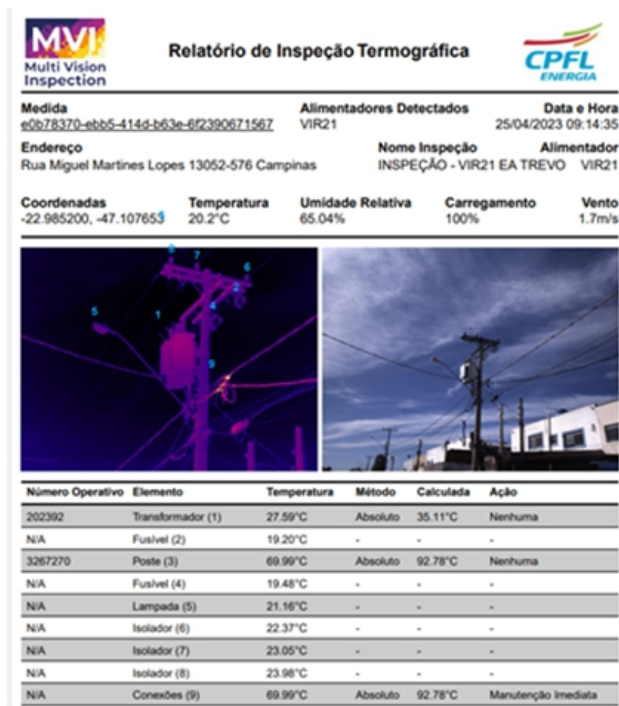 MVI
Multi Vision
Inspection
Relatório de Inspeção Termográfica
CPFL
ENERGIA
Medida Alimentadores Detectados Data e Hora
e0b78370-ebb5-414d-b63e-6f2390671567 VIR21 25/04/2023 09:14:35
Endereço Nome Inspeção Alimentador
Rua Miguel Martines Lopes 13052-576 Campinas INSPEÇÃO - VIR21 EA TREVO VIR21
Coordenadas Temperatura Umidade Relativa Carregamento Vento
-22.985200, -47.107653 20.2°C 65.04% 100% 1.7m/s
8
7
6
2
4
1
5
9
Número Operativo Elemento Temperatura Método Calculada Ação
202392 Transformador (1) 27.59°C Absoluto 35.11°C Nenhuma
N/A Fusível (2) 19.20°C - - -
3267270 Poste (3) 69.99°C Absoluto 92.78°C Nenhuma
N/A Fusível (4) 19.48°C - - -
N/A Lampada (5) 21.16°C - - -
N/A Isolador (6) 22.37°C - - -
N/A Isolador (7) 23.05°C - - -
N/A Isolador (8) 23.98°C - - -
N/A Conexões (9) 69.99°C Absoluto 92.78°C Manutenção Imediata